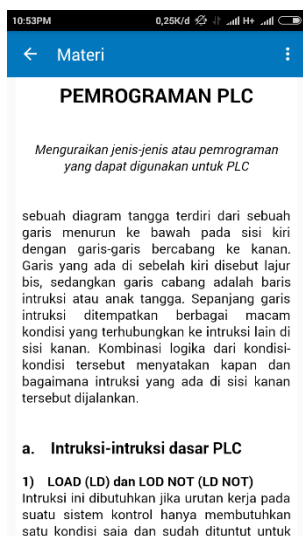 10:53PM 0,25K/d H+
Materi
PEMROGRAMAN PLC
Menguraikan jenis-jenis atau pemrograman
yang dapat digunakan untuk PLC
sebuah diagram tangga terdiri dari sebuah
garis menurun ke bawah pada sisi kiri
dengan garis-garis bercabang ke kanan.
Garis yang ada di sebelah kiri disebut lajur
bis, sedangkan garis cabang adalah baris
intruksi atau anak tangga. Sepanjang garis
intruksi ditempatkan berbagai macam
kondisi yang terhubungkan ke intruksi lain di
sisi kanan. Kombinasi logika dari kondisi-
kondisi tersebut menyatakan kapan dan
bagaimana intruksi yang ada di sisi kanan
tersebut dijalankan.
a. Intruksi-intruksi dasar PLC
1) LOAD (LD) dan LOD NOT (LD NOT)
Intruksi ini dibutuhkan jika urutan kerja pada
suatu sistem kontrol hanya membutuhkan
satu kondisi saja dan sudah dituntut untuk